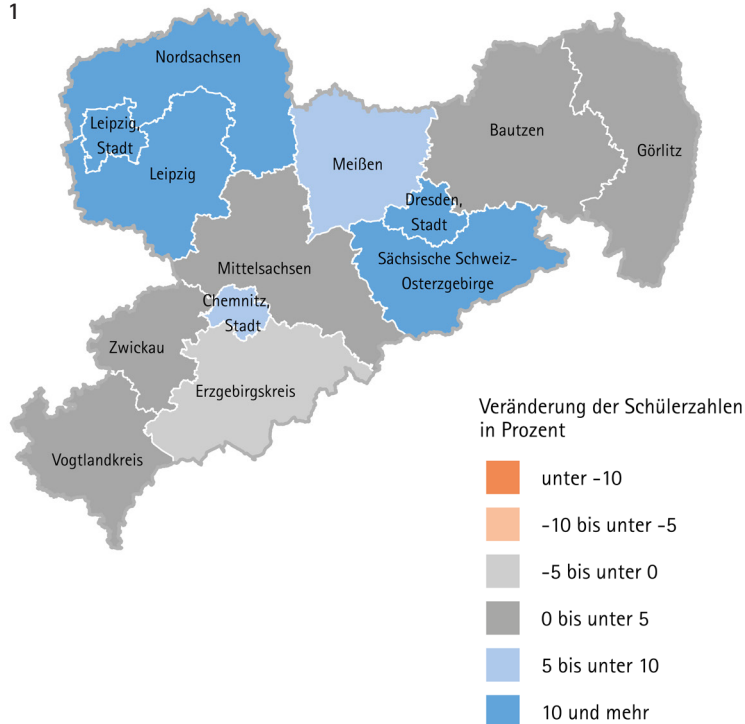 1
Nordsachsen
Leipzig,
Stadt
Leipzig
Meißen
Bautzen
Görlitz
Dresden,
Stadt
Sächsische Schweiz-
Osterzgebirge
Mittelsachsen
Chemnitz,
Stadt
Zwickau
Erzgebirgskreis
Vogtlandkreis
Veränderung der Schülerzahlen
in Prozent
unter -10
-10 bis unter -5
-5 bis unter 0
0 bis unter 5
5 bis unter 10
10 und mehr